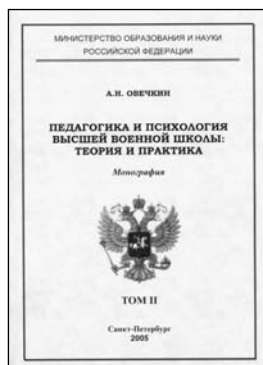 МИНИСТЕРСТВО ОБРАЗОВАНИЯ И НАУКИ
РОССИЙСКОЙ ФЕДЕРАЦИИ
А.Н. ОВЕЧКИН
ПЕДАГОГИКА И ПСИХОЛОГИЯ
ВЫСШЕЙ ВОЕННОЙ ШКОЛЫ:
ТЕОРИЯ И ПРАКТИКА
Монография
ТОМ II
Санкт-Петербург
2005